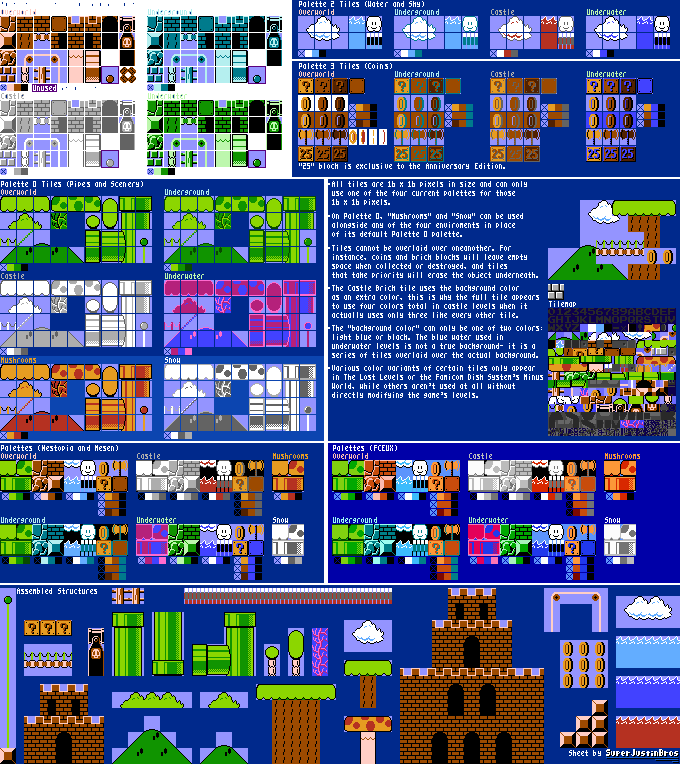 Palette 2 Tiles (Water and Sky)
Overworld
Underground
Castle
Underwater
Unused
Castle
Palette 3 Tiles (Coins)
Overworld
Underground
Castle
Underwater
"25" block is exclusive to the Anniversary Edition.
Palette 0 Tiles (Pipes and Scenery)
Overworld
Underground
Castle
Underwater
Mushrooms
Snow
All tiles are 16 x 16 pixels in size and can only
use one of the four current palettes for those
16 x 16 pixels.
On Palette 0, "Mushrooms" and "Snow" can be used
alongside any of the four enviroments in place
of its default Palette 0 palette.
Tiles cannot be overlaid over oneanother. For
instance, coins and brick blocks will leave empty
space when collected or destroyed, and tiles
that take priority will erase the object underneath.
The Castle Brick tile uses the background color
as an extra color, this is why the full tile appears
to use four colors total in castle levels when it
actually uses only three like every other tile.
The "background color" can only be one of two colors:
light blue or black. The blue water used in
underwater levels is not a true background- it is a
series of tiles overlaid over the actual background.
Various color variants of certain tiles only appear
in The Lost Levels or the Famicom Disk System's Minus
World, while others aren't used at all without
directly modifying the game's levels.
Tilemap
Palettes (Nestopia and Mesen)
Overworld
Castle
Mushrooms
Underground
Underwater
Snow
Palettes (FCEUX)
Overworld
Castle
Mushrooms
Underground
Underwater
Snow
Assembled Structures
Sheet by SuperJustinBros